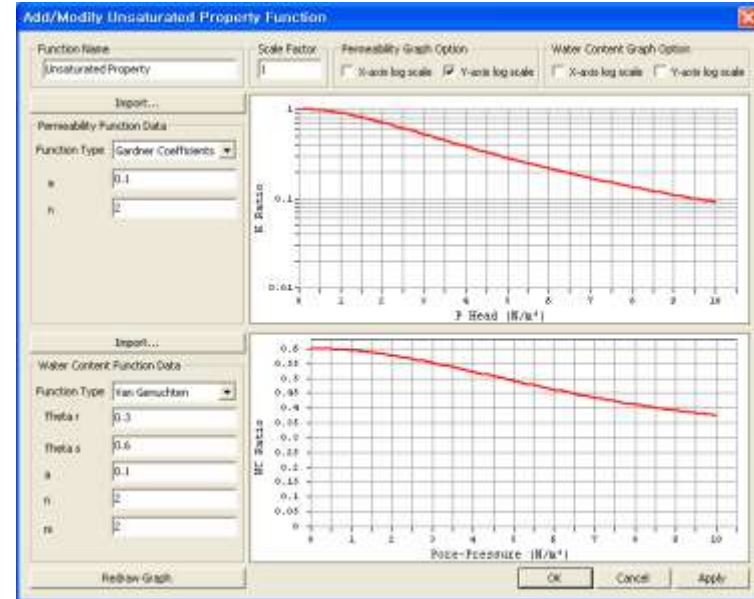 Add/Modify Unsaturated Property Function
Function Name
Scale Factor
Permeability Graph Option
Water Content Graph Option
Unsaturated Property
1
X-axis log scale
Y-axis log scale
X-axis log scale
Y-axis log scale
Import...
Permeability Function Data
Function Type
Gardner Coefficients
a
0.1
n
2
1
0.1
0.01
K Ratio
0 1 2 3 4 5 6 7 8 9 10
P Head (N/m²)
Import...
Water Content Function Data
Function Type
Van Genuchten
Theta r
0.3
Theta s
0.6
a
0.1
n
2
m
2
0.6
0.55
0.5
0.45
0.4
0.35
0.3
0.25
0.2
0.15
0.1
0.05
0
WC Ratio
0 1 2 3 4 5 6 7 8 9 10
Pore-Pressure (N/m²)
Redraw Graph
OK
Cancel
Apply